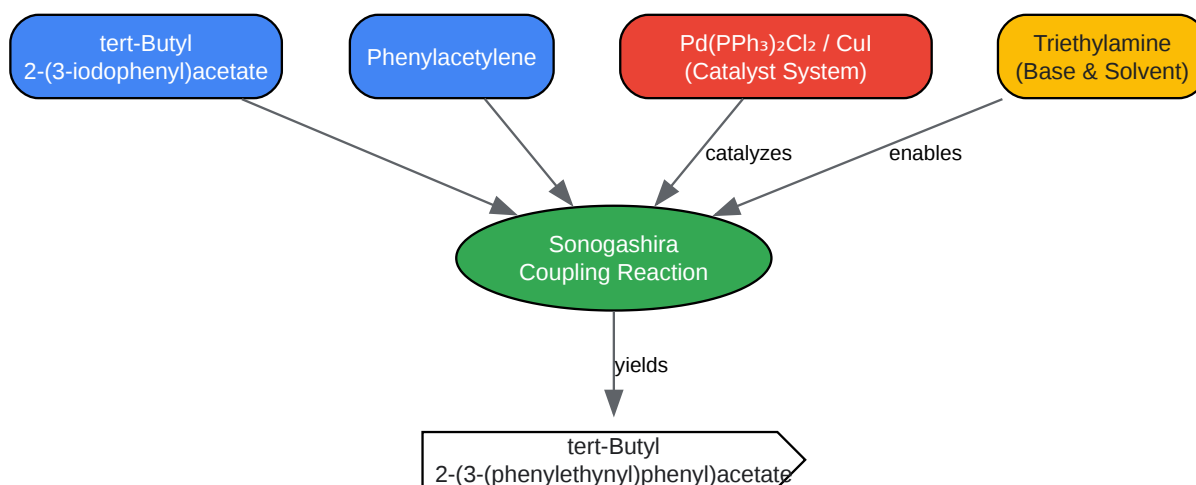 tert-Butyl
2-(3-iodophenyl)acetate
Phenylacetylene
Pd(PPh₃)₂Cl₂ / CuI
(Catalyst System)
Triethylamine
(Base & Solvent)
catalyzes
enables
Sonogashira
Coupling Reaction
yields
tert-Butyl
2-(3-(phenylethynyl)phenyl)acetate